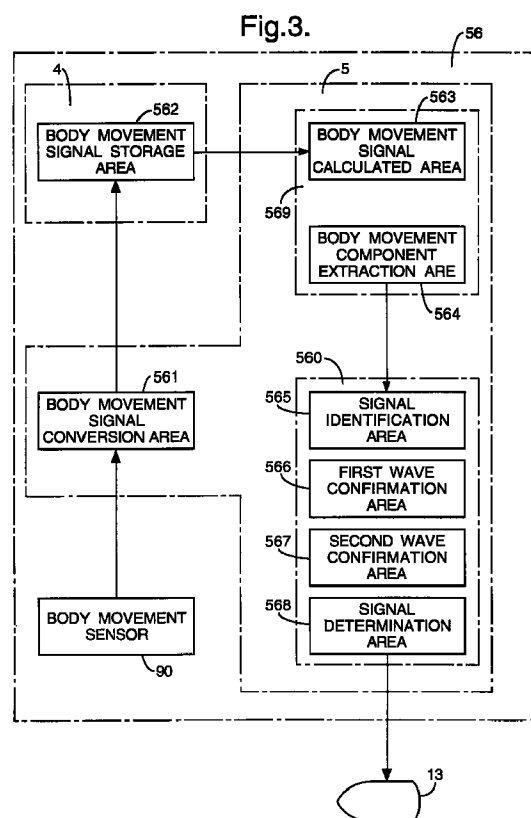 Fig.3.
56
4
5
562
563
BODY MOVEMENT
SIGNAL STORAGE
AREA
BODY MOVEMENT
SIGNAL
CALCULATED AREA
569
BODY MOVEMENT
COMPONENT
EXTRACTION ARE
564
561
560
BODY MOVEMENT
SIGNAL
CONVERSION AREA
565
SIGNAL
IDENTIFICATION
AREA
566
FIRST WAVE
CONFIRMATION
AREA
567
SECOND WAVE
CONFIRMATION
AREA
BODY MOVEMENT
SENSOR
90
568
SIGNAL
DETERMINATION
AREA
13